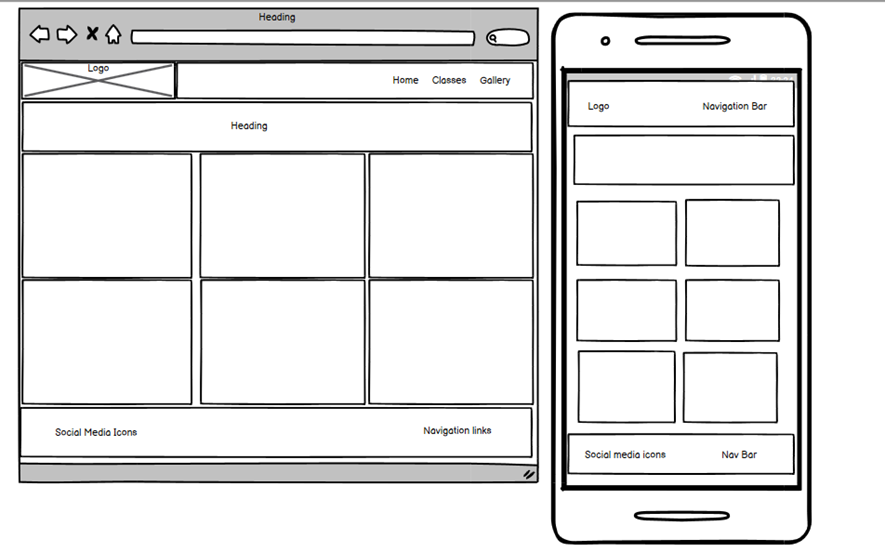 Heading
Logo
Home Classes Gallery
Heading
Social Media Icons Navigation links
Logo Navigation Bar
Social media icons Nav Bar